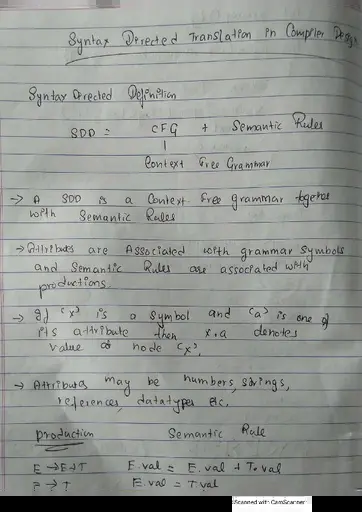 Syntax Directed Translation in Compiler Design
Syntax Directed Definition
SDD = CFG + Semantic Rules
Context Free Grammar
→ A SDD is a Context Free grammar together
with Semantic Rules
→ Attributes are Associated with grammar Symbols
and Semantic Rules are associated with
productions.
→ If 'x' is a symbol and 'a' is one of
its attribute then x.a denotes
value at node 'x'.
→ Attributes may be numbers, strings,
references, datatypes etc.
production Semantic Rule
E → E+T E.val = E.val + T.val
E → T E.val = T.val
Scanned with CamScanner